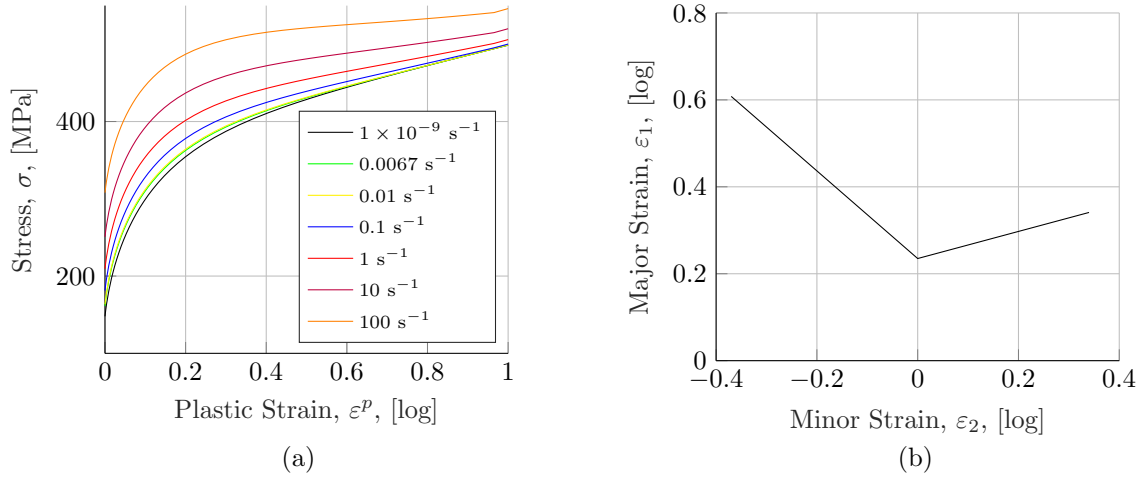 400
200
0
0.2
0.4
0.6
0.8
1
Stress, σ, [MPa]
Plastic Strain, ε^p, [log]
1 × 10^−9 s^−1
0.0067 s^−1
0.01 s^−1
0.1 s^−1
1 s^−1
10 s^−1
100 s^−1
(a)
0.8
0.6
0.4
0.2
0
−0.4
−0.2
0
0.2
0.4
Major Strain, ε₁, [log]
Minor Strain, ε₂, [log]
(b)